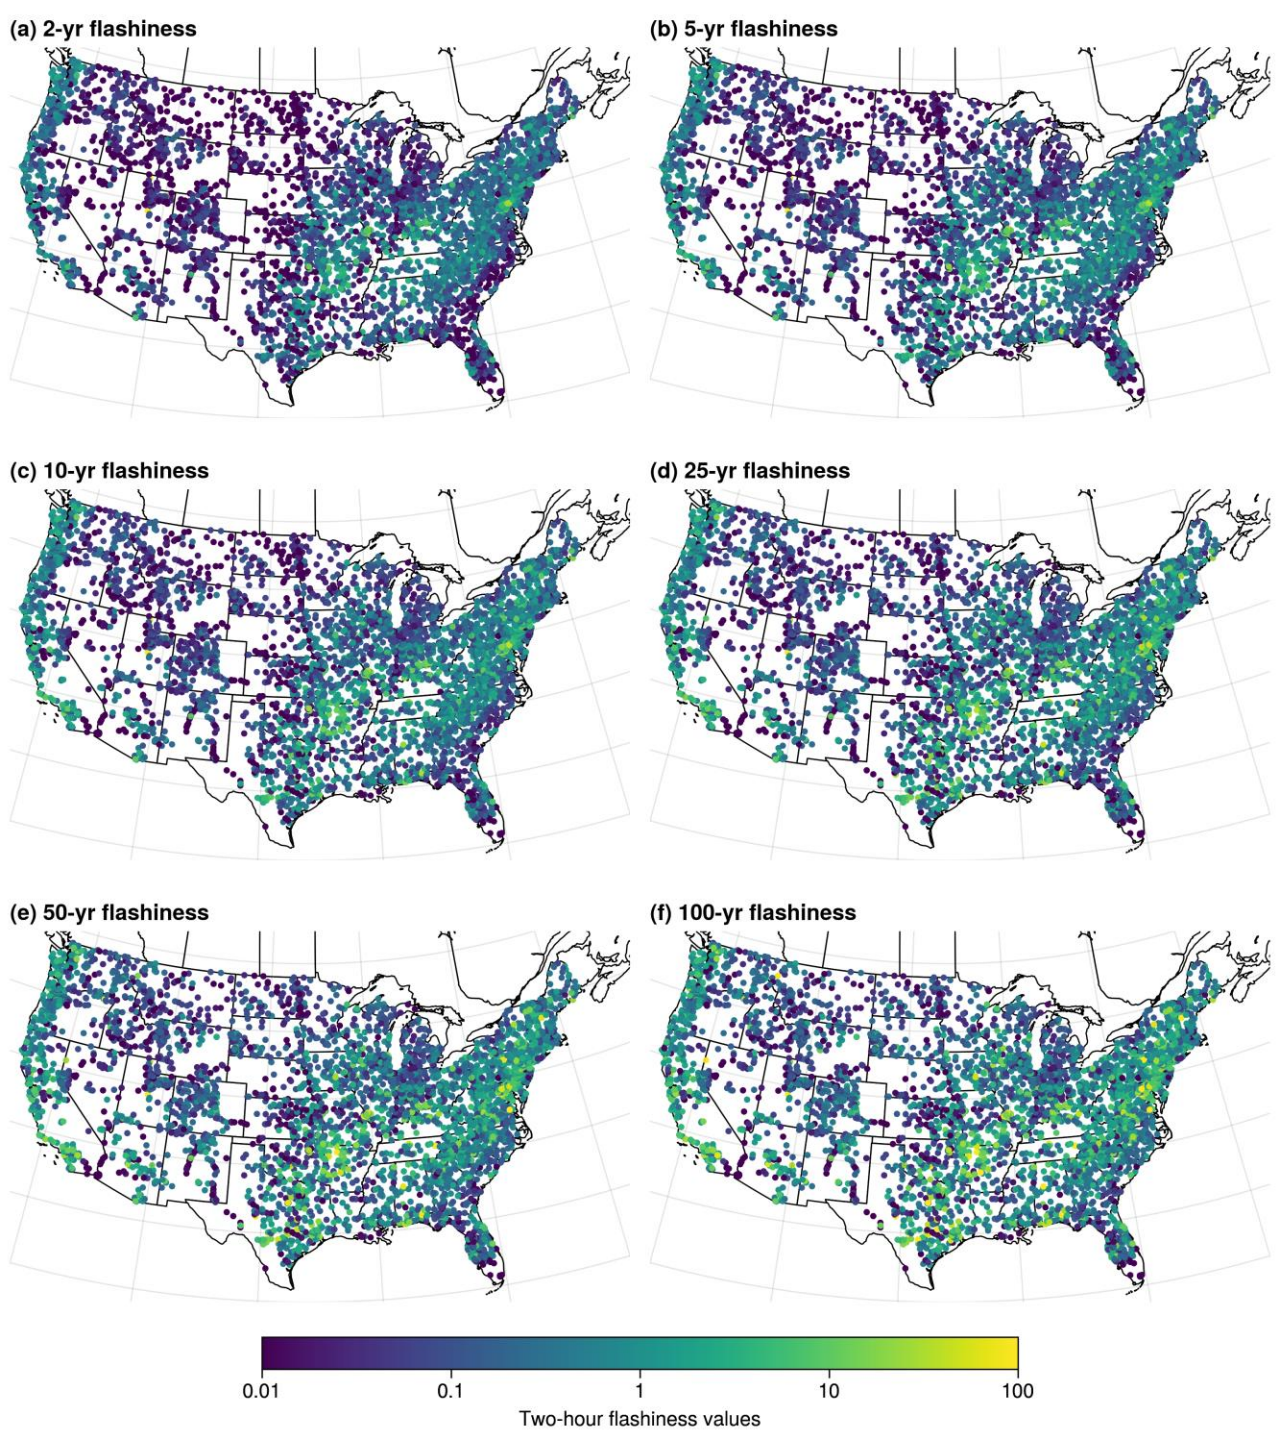 (a) 2-yr flashiness
(b) 5-yr flashiness
(c) 10-yr flashiness
(d) 25-yr flashiness
(e) 50-yr flashiness
(f) 100-yr flashiness
0.01 0.1 1 10 100
Two-hour flashiness values